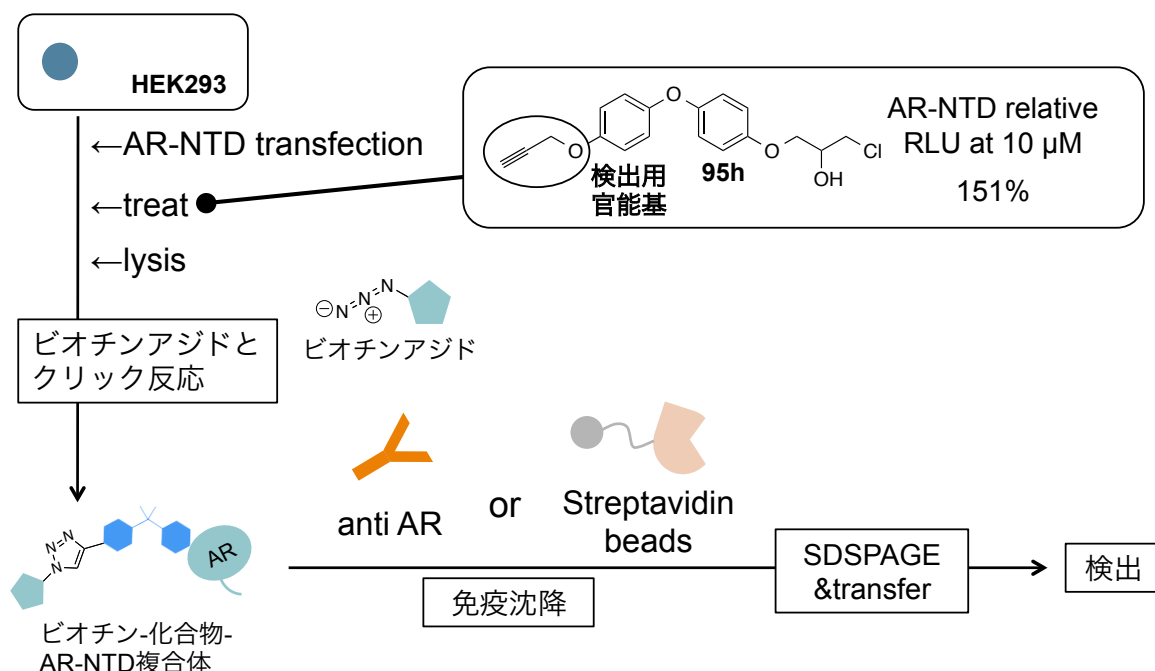 HEK293
←AR-NTD transfection
←treat
←lysis
O
O
O
Cl
OH
検出用
官能基
95h
AR-NTD relative
RLU at 10 µM
151%
ビオチンアジドと
クリック反応
⊖N N N
⊕
ビオチンアジド
anti AR
or
Streptavidin
beads
免疫沈降
SDSPAGE
&transfer
検出
N
N
N
AR
ビオチン-化合物-
AR-NTD複合体